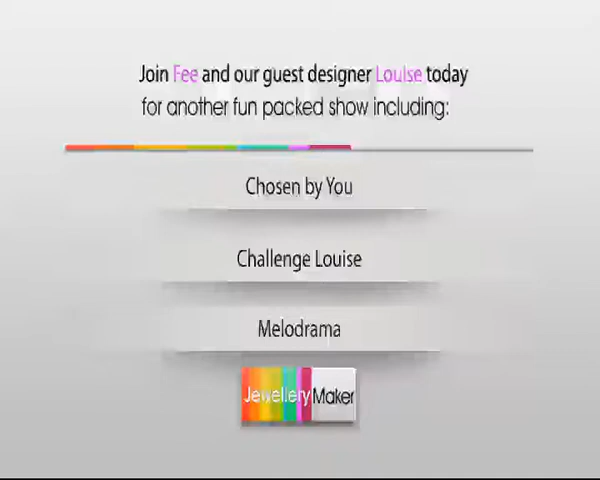 Join Fee and our guest designer Louise today
for another fun packed show including:
Chosen by You
Challenge Louise
Melodrama
JewelleryMaker